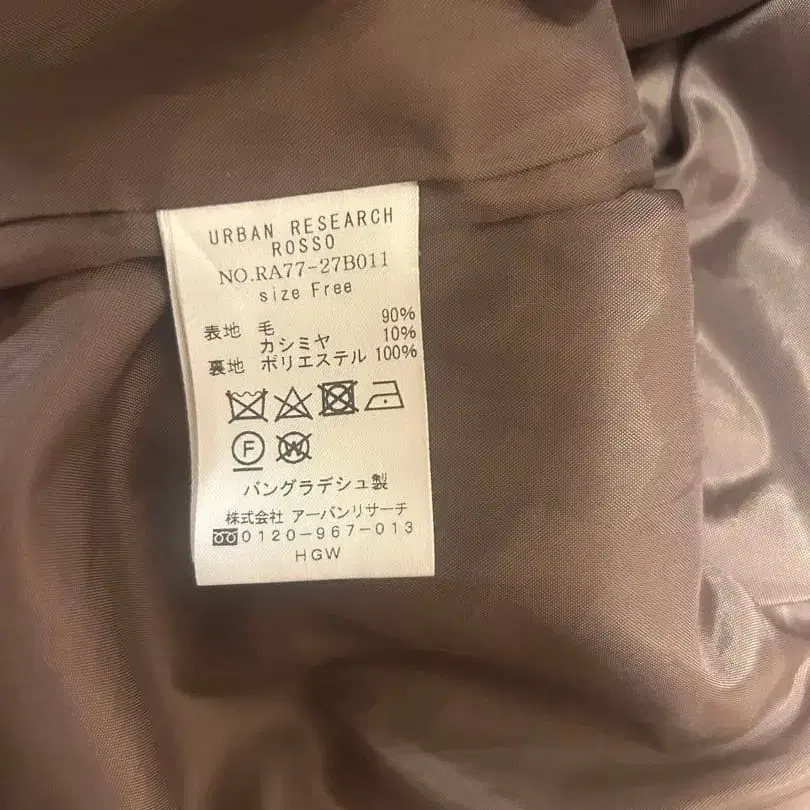 URBAN RESEARCH
ROSSO
NO.RA77-27B011
size Free
表地 毛 90%
カシミヤ 10%
裏地 ポリエステル 100%
F W
バングラデシュ製
株式会社 アーバンリサーチ
0120-967-013
HGW